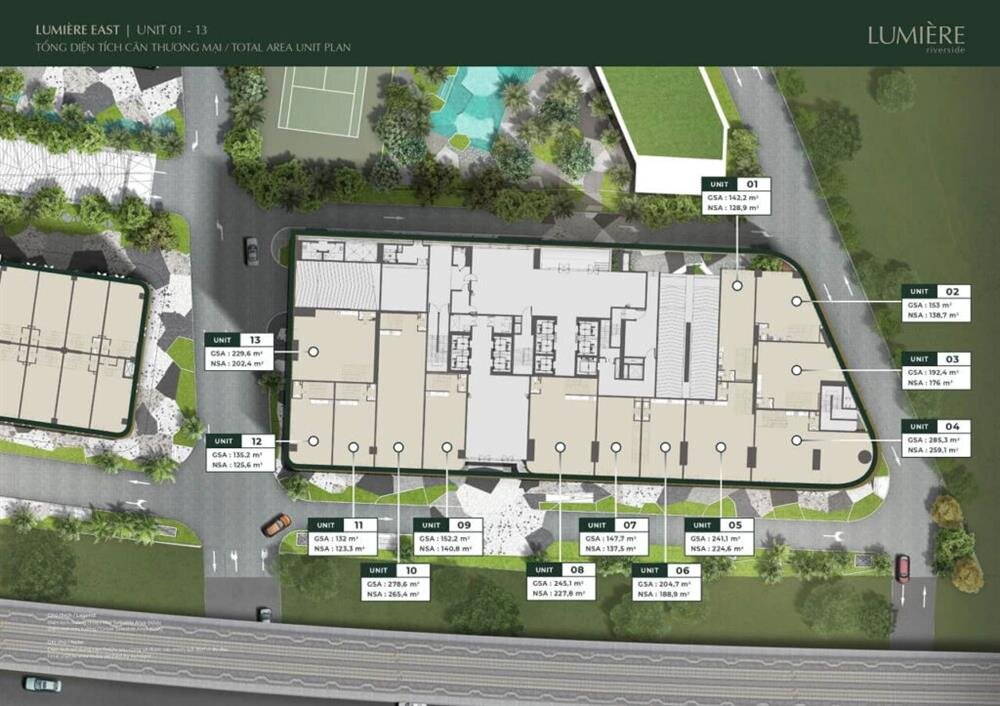 LUMIÈRE EAST | UNIT 01 - 13
TỔNG DIỆN TÍCH CĂN THƯƠNG MẠI / TOTAL AREA UNIT PLAN
LUMIÈRE
riverside
UNIT 01
GSA : 142,2 m²
NSA : 128,9 m²
UNIT 02
GSA : 153 m²
NSA : 138,7 m²
UNIT 03
GSA : 192,4 m²
NSA : 176 m²
UNIT 04
GSA : 285,3 m²
NSA : 259,1 m²
UNIT 13
GSA : 229,6 m²
NSA : 202,4 m²
UNIT 12
GSA : 135,2 m²
NSA : 125,6 m²
UNIT 11
GSA : 132 m²
NSA : 123,3 m²
UNIT 09
GSA : 152,2 m²
NSA : 140,8 m²
UNIT 07
GSA : 147,7 m²
NSA : 137,5 m²
UNIT 05
GSA : 241,1 m²
NSA : 224,6 m²
UNIT 10
GSA : 278,6 m²
NSA : 265,4 m²
UNIT 08
GSA : 245,1 m²
NSA : 227,8 m²
UNIT 06
GSA : 204,7 m²
NSA : 188,9 m²